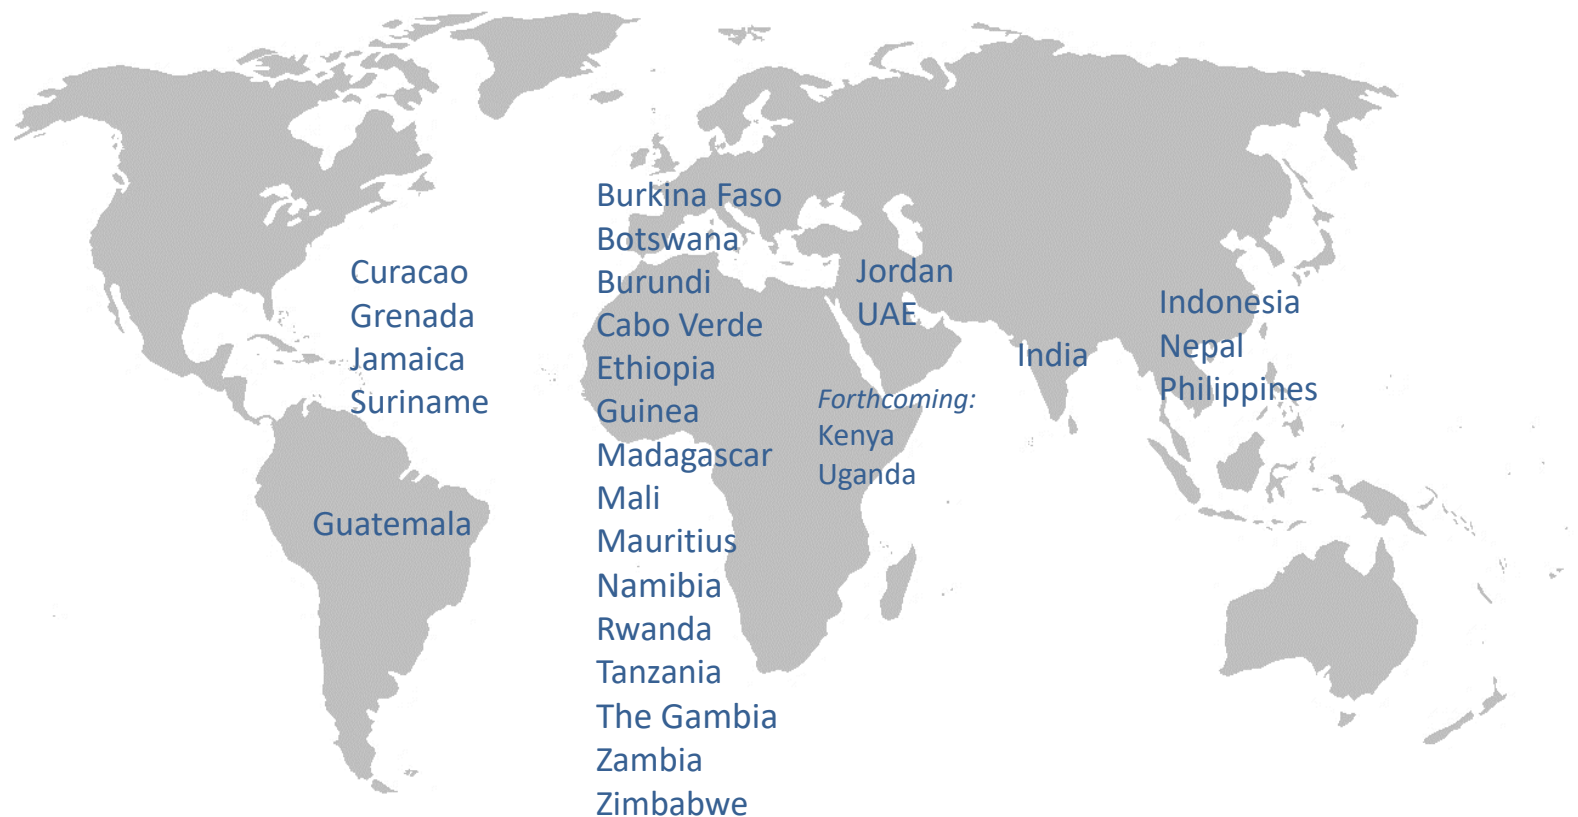 Curacao
Grenada
Jamaica
Suriname
Guatemala
Burkina Faso
Botswana
Burundi
Cabo Verde
Ethiopia
Guinea
Madagascar
Mali
Mauritius
Namibia
Rwanda
Tanzania
The Gambia
Zambia
Zimbabwe
Jordan
UAE
Forthcoming:
Kenya
Uganda
India
Indonesia
Nepal
Philippines